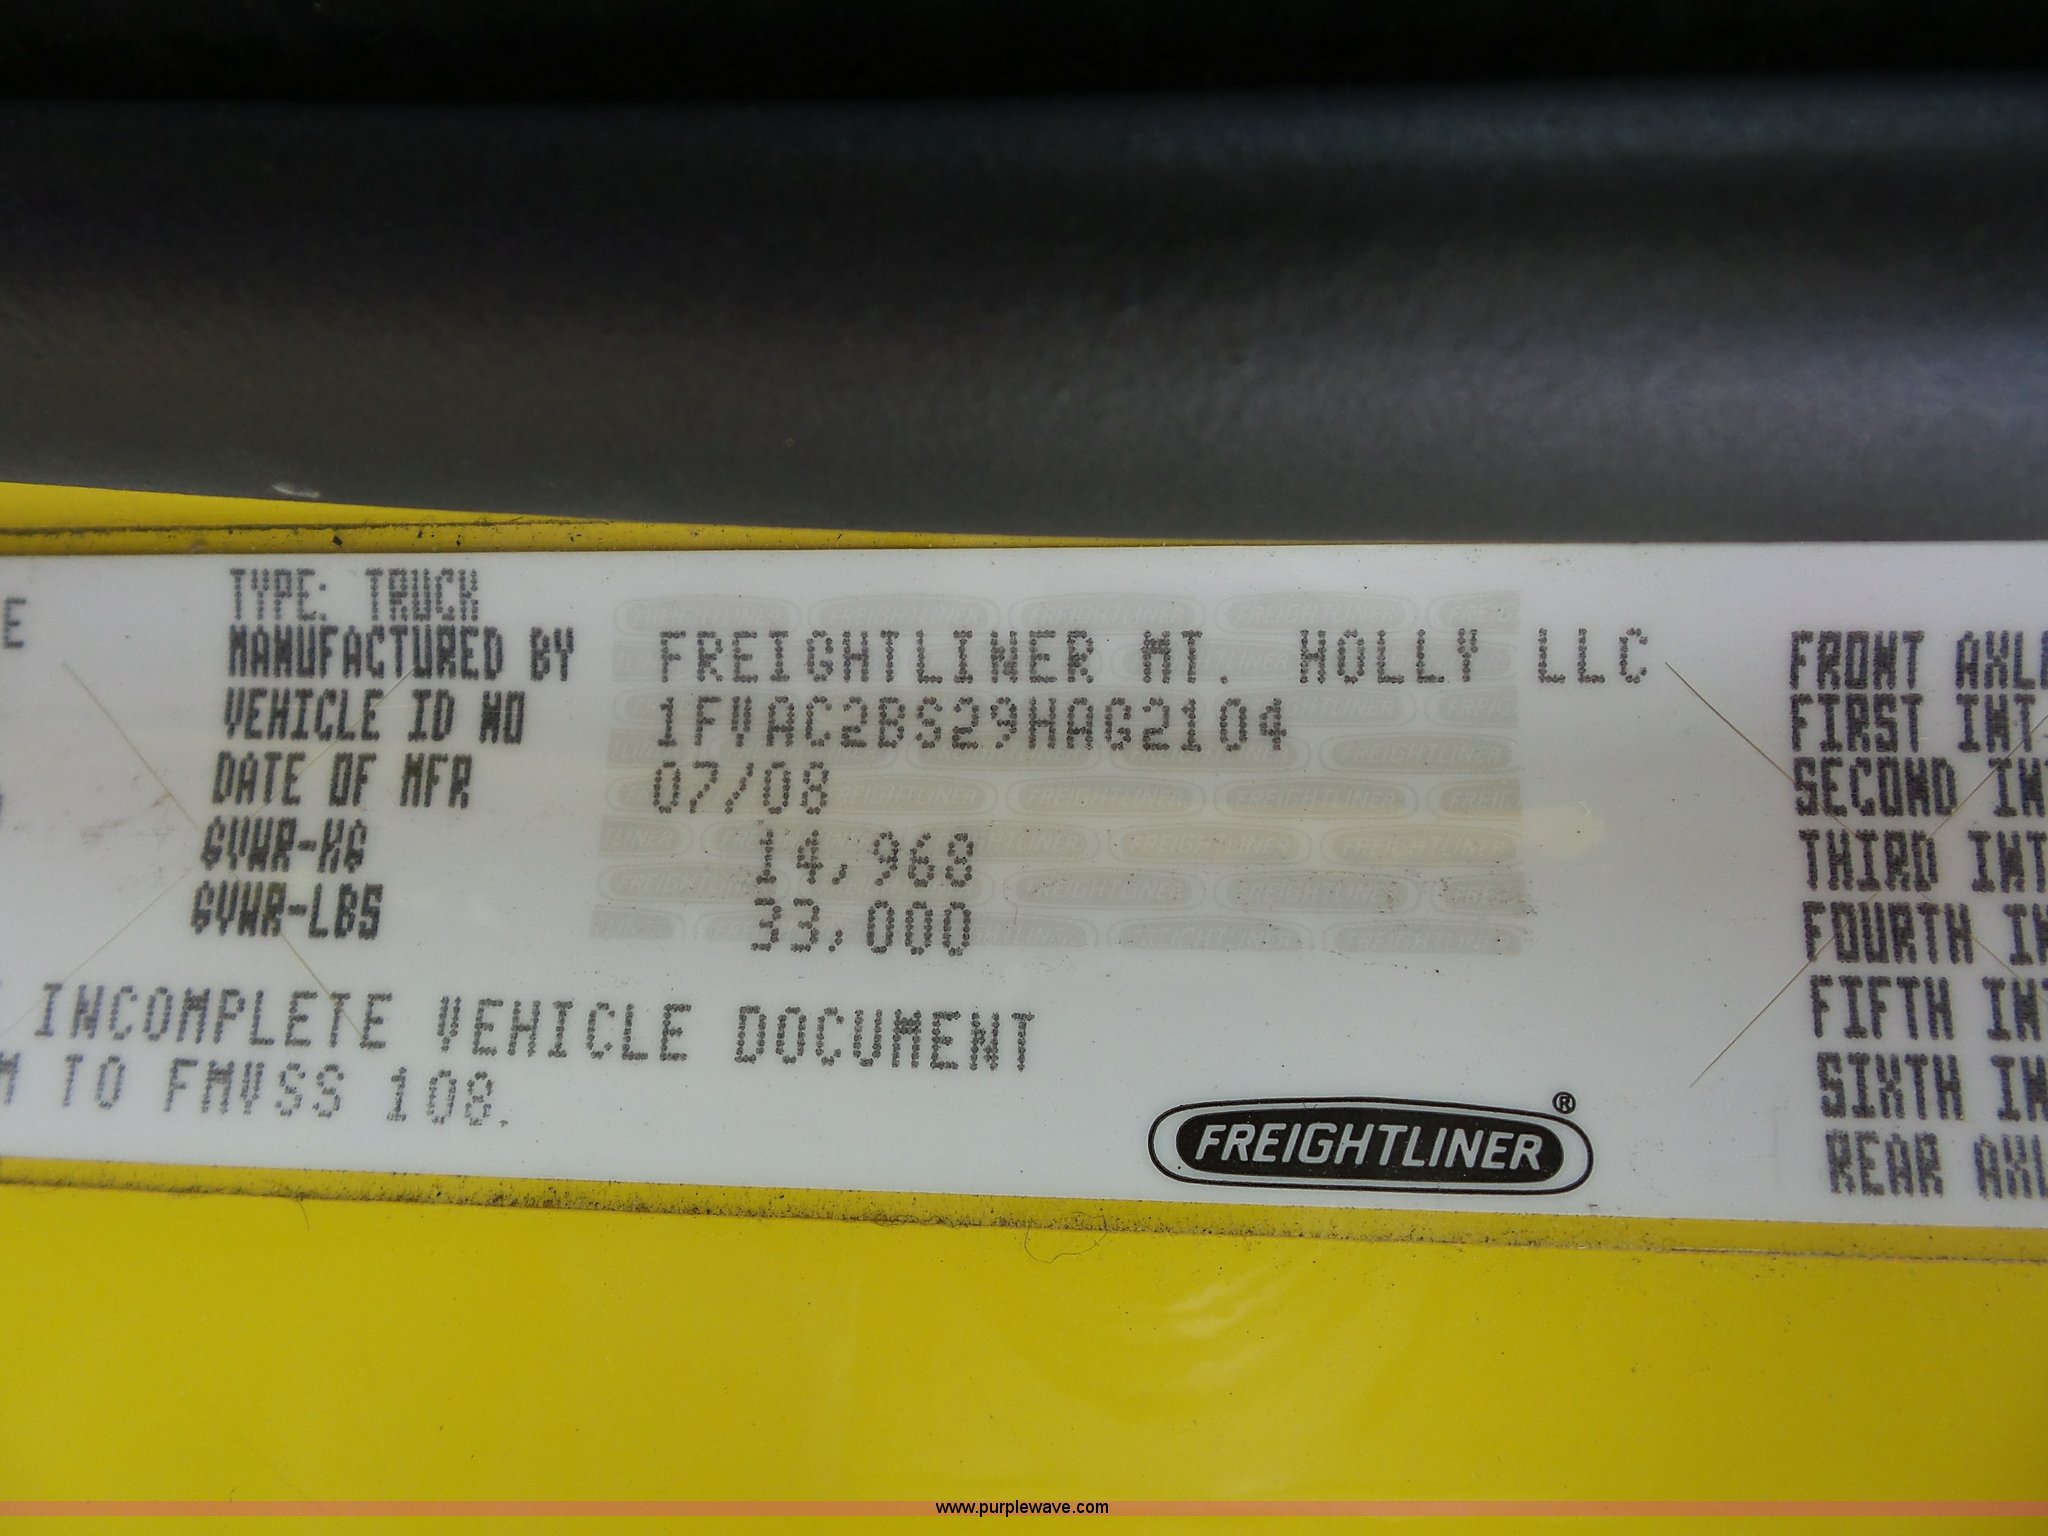 E
TYPE: TRUCK
MANUFACTURED BY FREIGHTLINER MT. HOLLY LLC
VEHICLE ID NO 1FVAC2BS29HAG2104
DATE OF MFR 07/08
GVWR-KG 14,968
GVWR-LBS 33,000
INCOMPLETE VEHICLE DOCUMENT
M TO FMVSS 108.
FREIGHTLINER®
FRONT AXL
FIRST INT
SECOND INT
THIRD INT
FOURTH IN
FIFTH INT
SIXTH IN
REAR AXL
www.purplewave.com